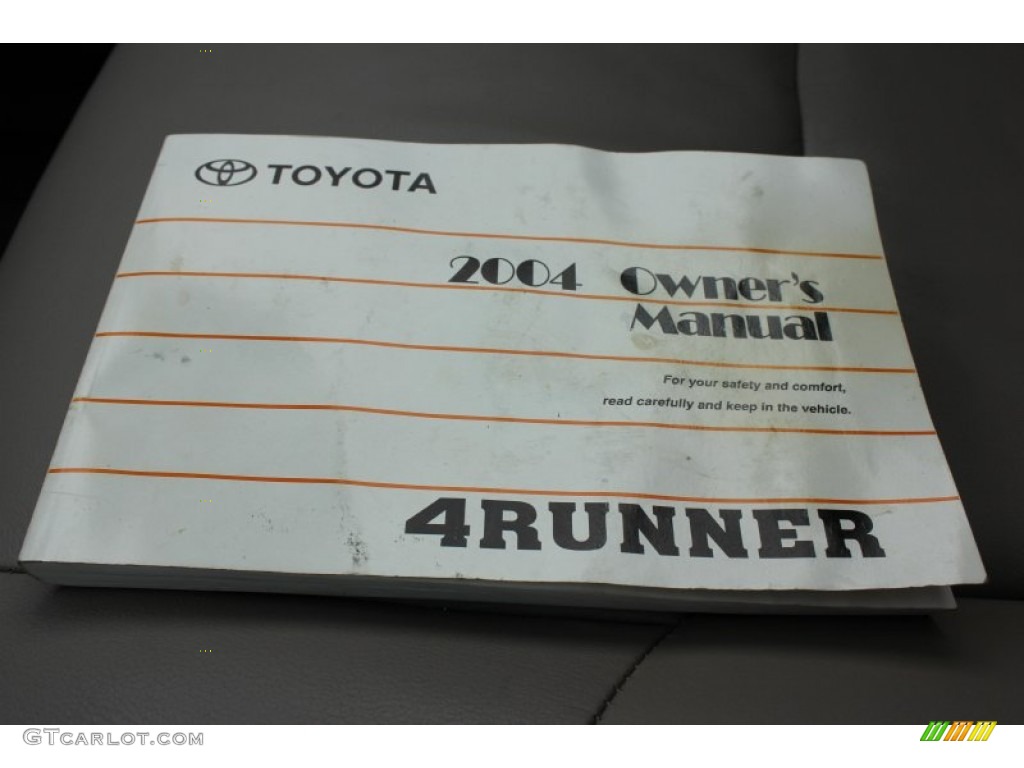 TOYOTA
2004 Owner's
Manual
For your safety and comfort,
read carefully and keep in the vehicle.
4RUNNER
GTCARLOT.COM